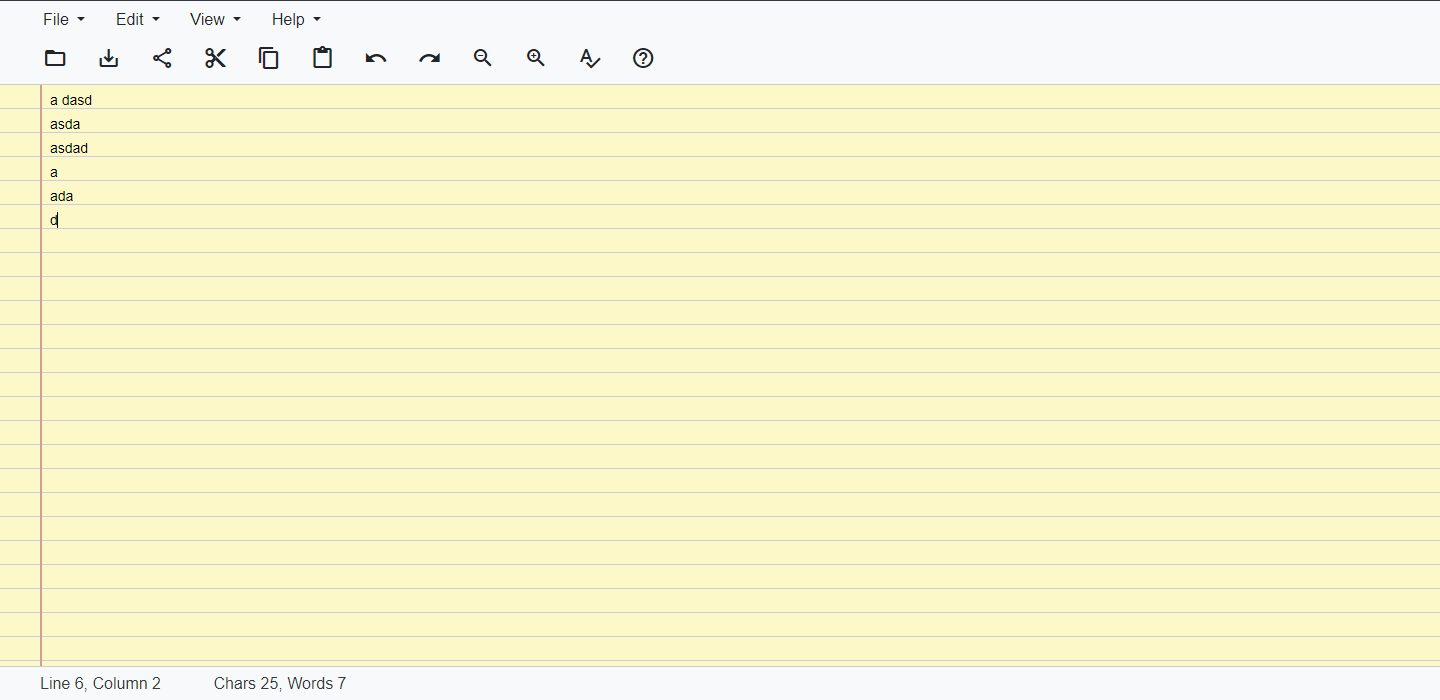 File Edit View Help
a dasd
asda
asdad
a
ada
d
Line 6, Column 2 Chars 25, Words 7